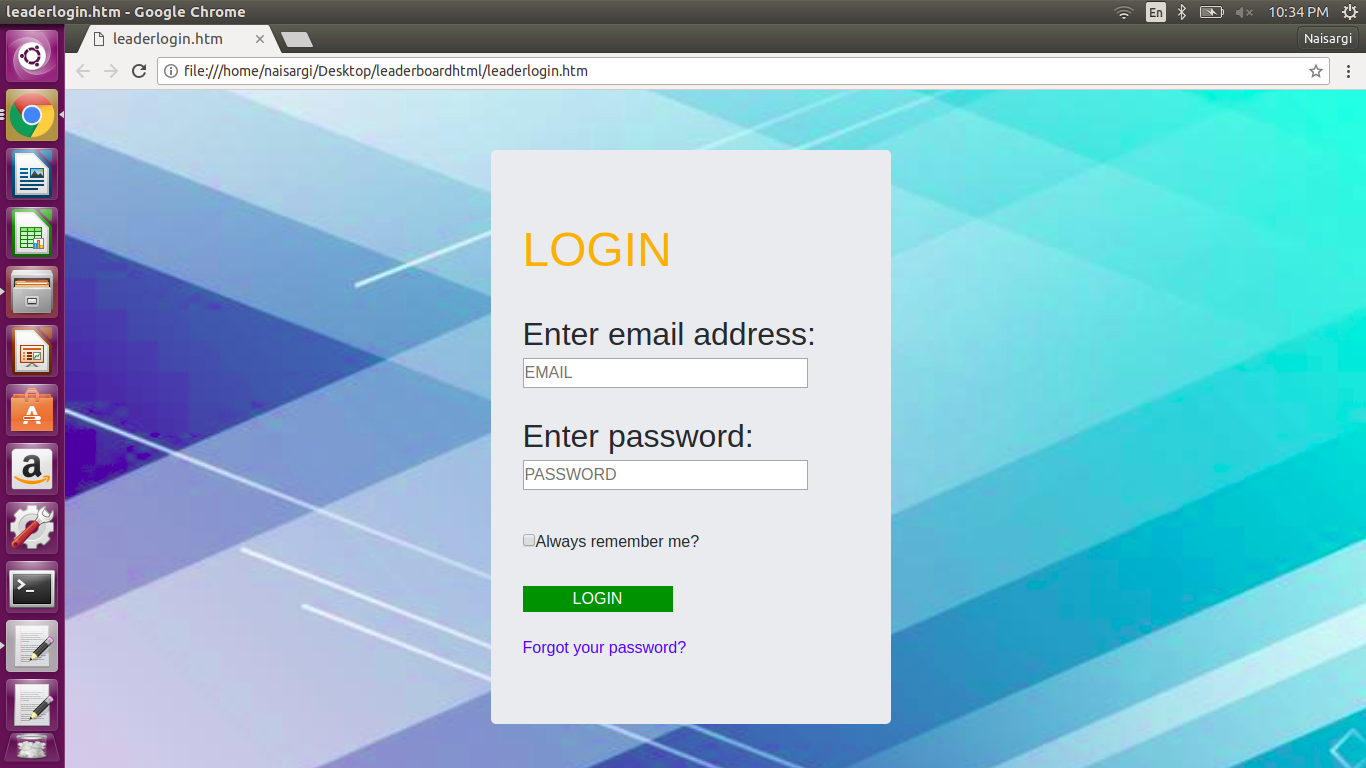 leaderlogin.htm - Google Chrome
En
10:34 PM
leaderlogin.htm
Naisargi
file:///home/naisargi/Desktop/leaderboardhtml/leaderlogin.htm
LOGIN
Enter email address:
EMAIL
Enter password:
PASSWORD
Always remember me?
LOGIN
Forgot your password?